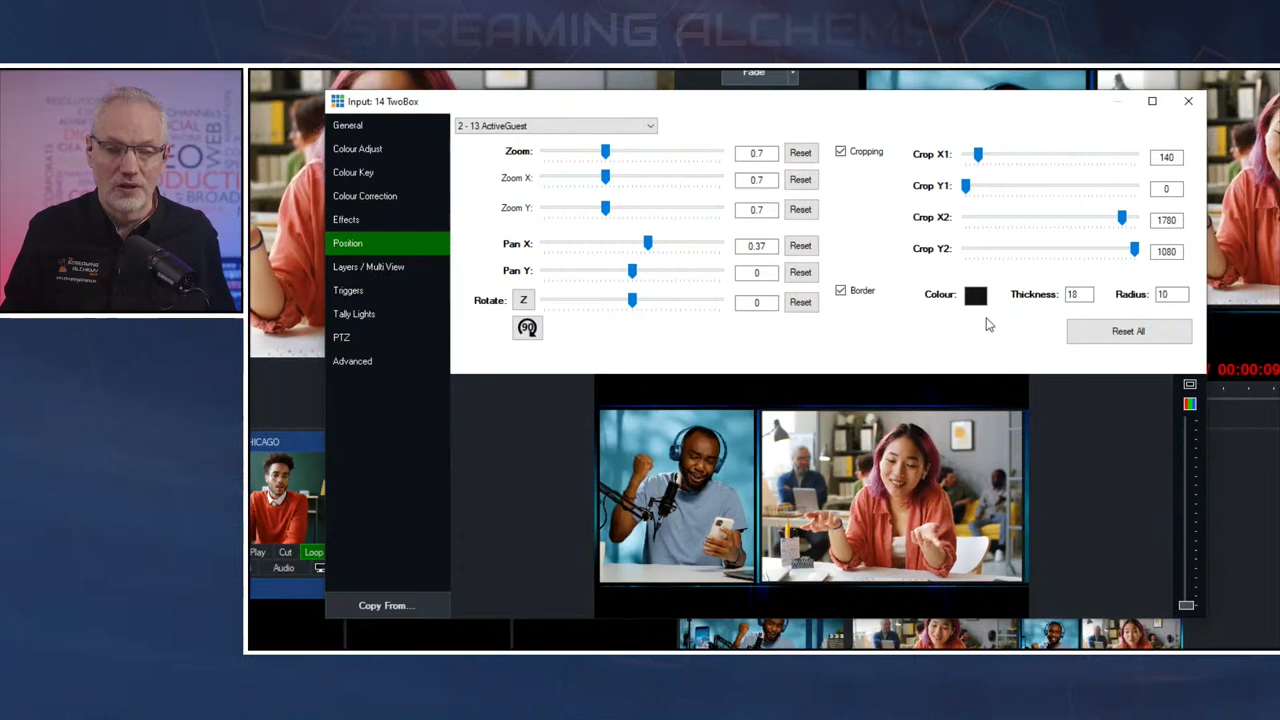 STREAMING ALCHEMY
Fade
Input: 14 TwoBox
General
Colour Adjust
Colour Key
Colour Correction
Effects
Position
Layers / Multi View
Triggers
Tally Lights
PTZ
Advanced
Copy From...
2 - 13 ActiveGuest
Zoom: 0.7 Reset
Zoom X: 0.7 Reset
Zoom Y: 0.7 Reset
Pan X: 0.37 Reset
Pan Y: 0 Reset
Rotate: Z 0 Reset
90
Cropping
Crop X1: 140
Crop Y1: 0
Crop X2: 1780
Crop Y2: 1080
Border
Colour: Thickness: 18 Radius: 10
Reset All
00:00:09
HICAGO
Play Cut Loop
Audio